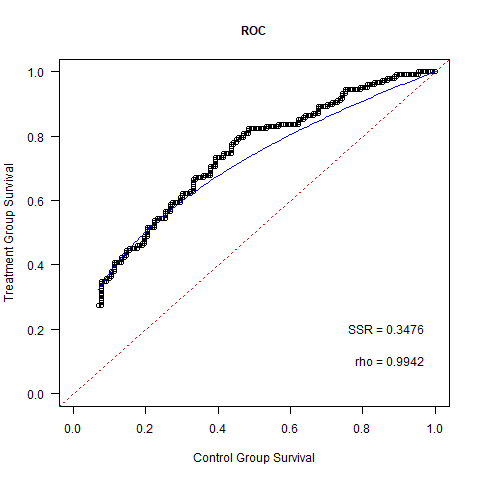 ROC
Treatment Group Survival
1.0
0.8
0.6
0.4
0.2
0.0
SSR = 0.3476
rho = 0.9942
0.0 0.2 0.4 0.6 0.8 1.0
Control Group Survival